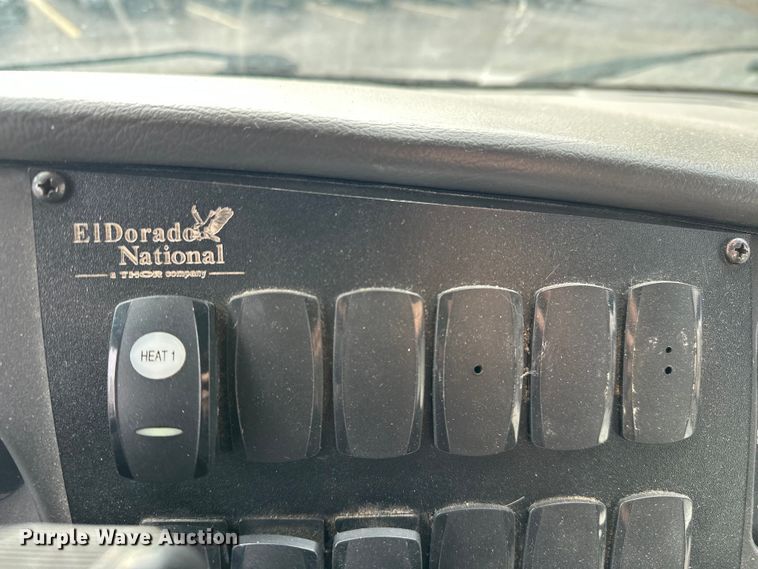 ElDorado
National
a THOR company
HEAT 1
Purple Wave Auction